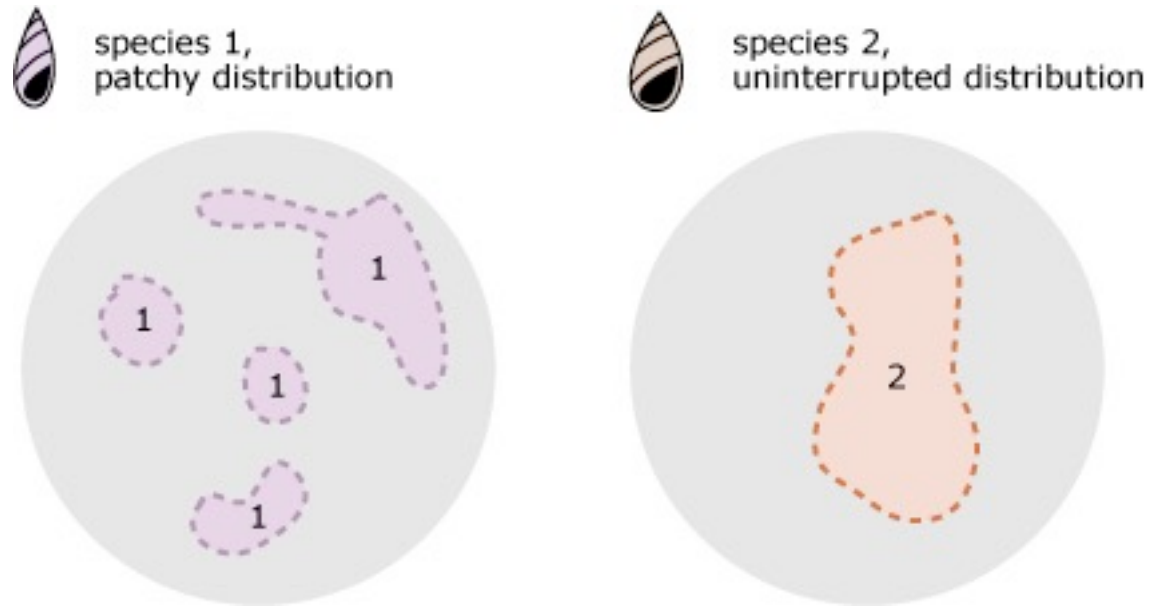 species 1,
patchy distribution
species 2,
uninterrupted distribution
1
1
1
1
2